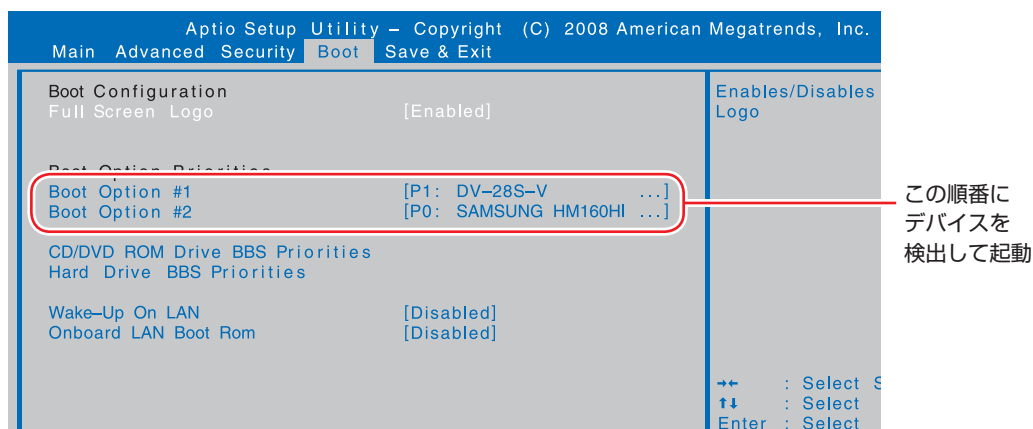 Aptio Setup Utility – Copyright (C) 2008 American Megatrends, Inc.
Main Advanced Security Boot Save & Exit
Boot Configuration
Full Screen Logo [Enabled]
Enables/Disables
Logo
Boot Option Priorities
Boot Option #1 [P1: DV–28S–V ...]
Boot Option #2 [P0: SAMSUNG HM160HI ...]
この順番に
デバイスを
検出して起動
CD/DVD ROM Drive BBS Priorities
Hard Drive BBS Priorities
Wake–Up On LAN [Disabled]
Onboard LAN Boot Rom [Disabled]
→← : Select S
↑↓ : Select
Enter : Select